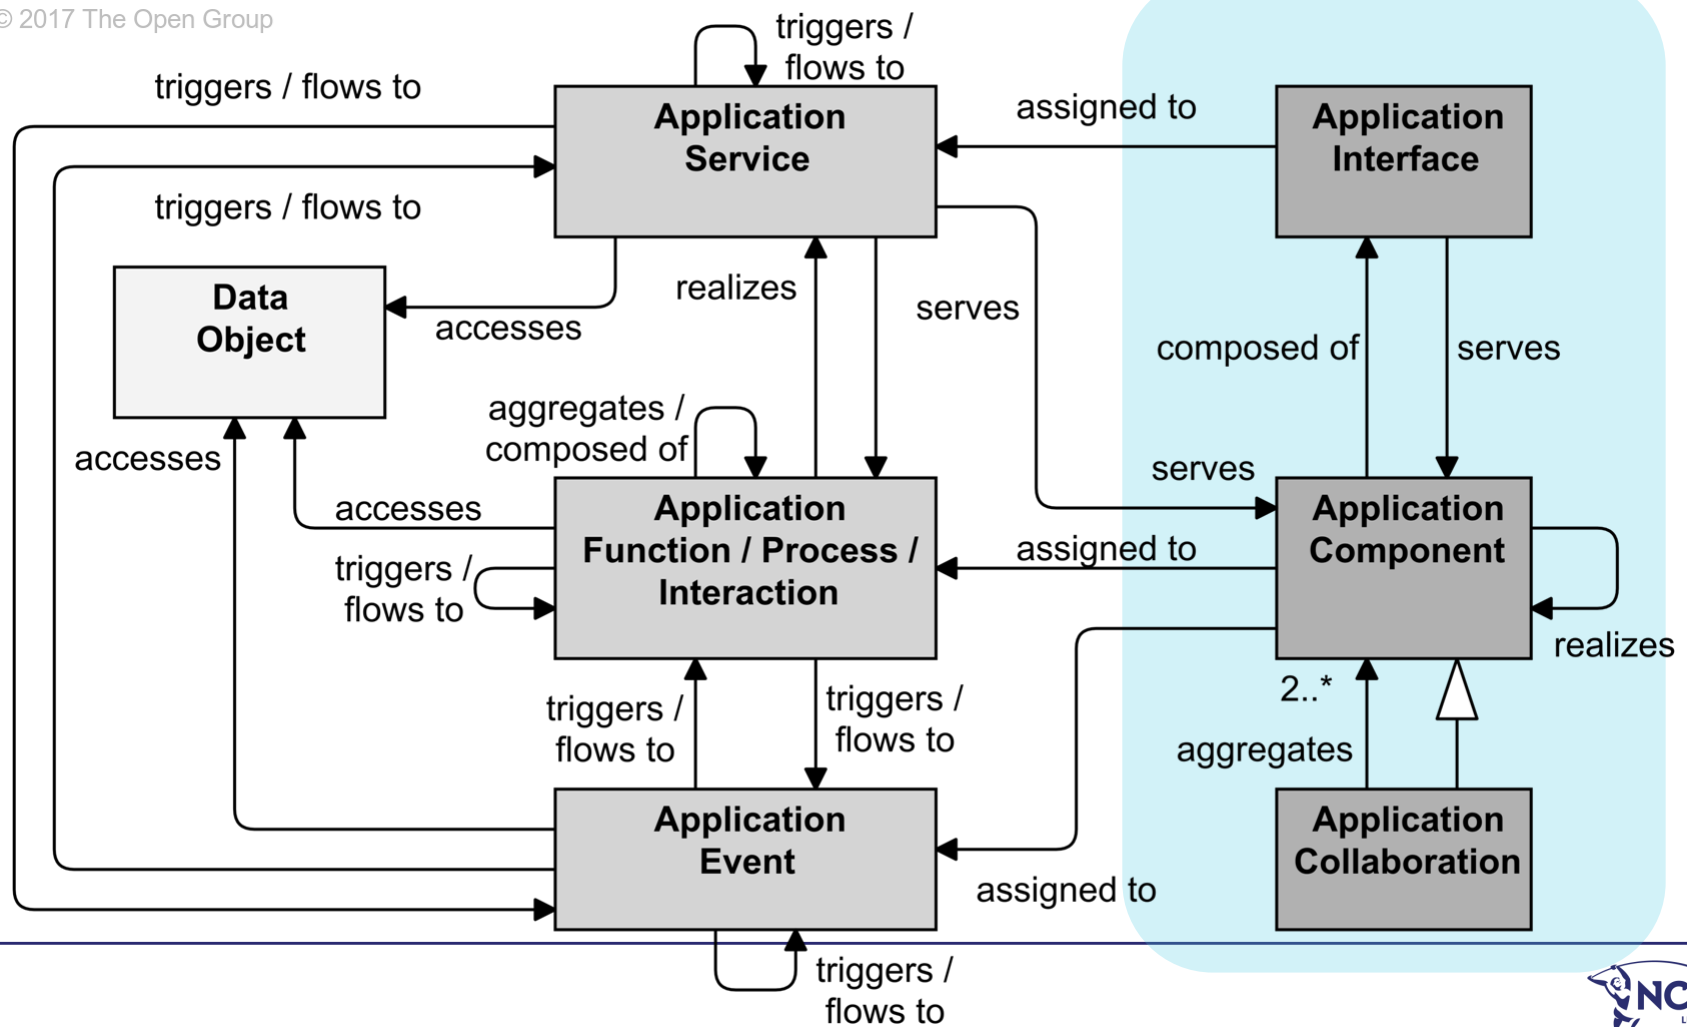 © 2017 The Open Group
triggers /
flows to
triggers / flows to
Application
Service
assigned to
Application
Interface
triggers / flows to
Data
Object
realizes
serves
accesses
composed of
serves
aggregates /
composed of
accesses
serves
accesses
Application
Function / Process /
Interaction
assigned to
Application
Component
triggers /
flows to
realizes
triggers /
flows to
triggers /
flows to
2..*
aggregates
Application
Event
assigned to
Application
Collaboration
triggers /
flows to
NC